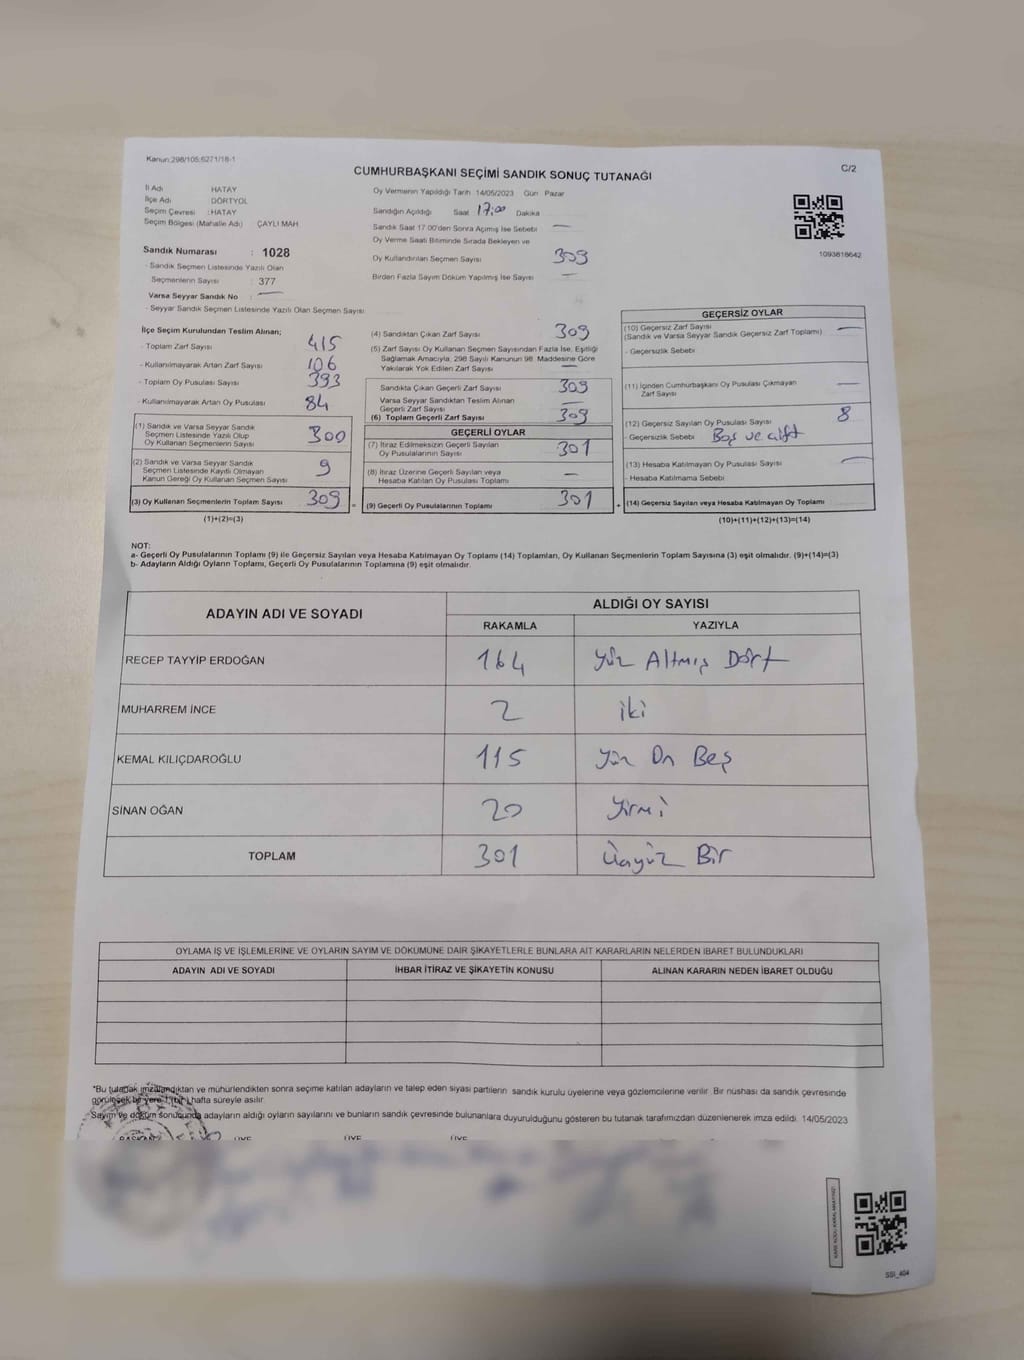 Kanun:298/105;6271/18-1
C/2
CUMHURBAŞKANI SEÇİMİ SANDIK SONUÇ TUTANAĞI
İl Adı HATAY
İlçe Adı DÖRTYOL
Seçim Çevresi :HATAY
Seçim Bölgesi (Mahalle Adı) ÇAYLI MAH
Sandık Numarası : 1028
- Sandık Seçmen Listesinde Yazılı Olan
Seçmenlerin Sayısı : 377
Varsa Seyyar Sandık No : —
- Seyyar Sandık Seçmen Listesinde Yazılı Olan Seçmen Sayısı
Oy Vermenin Yapıldığı Tarih 14/05/2023 Gün Pazar
Sandığın Açıldığı Saat 17:00 Dakika
Sandık Saat 17.00'den Sonra Açımış İse Sebebi —
Oy Verme Saati Bitiminde Sırada Bekleyen ve
Oy Kullandırılan Seçmen Sayısı 309
Birden Fazla Sayım Döküm Yapılmış İse Sayısı —
1093818642
İlçe Seçim Kurulundan Teslim Alınan;
- Toplam Zarf Sayısı 415
- Kullanılmayarak Artan Zarf Sayısı 106
- Toplam Oy Pusulası Sayısı 393
- Kullanılmayarak Artan Oy Pusulası 84
(1) Sandık ve Varsa Seyyar Sandık
Seçmen Listesinde Yazılı Olup
Oy Kullanan Seçmenlerin Sayısı 300
(2) Sandık ve Varsa Seyyar Sandık
Seçmen Listesinde Kayıtlı Olmayan
Kanun Gereği Oy Kullanan Seçmen Sayısı 9
(3) Oy Kullanan Seçmenlerin Toplam Sayısı 309 =
(1)+(2)=(3)
(4) Sandıktan Çıkan Zarf Sayısı 309
(5) Zarf Sayısı Oy Kullanan Seçmen Sayısından Fazla İse, Eşitliği
Sağlamak Amacıyla, 298 Sayılı Kanunun 98. Maddesine Göre
Yakılarak Yok Edilen Zarf Sayısı —
Sandıkta Çıkan Geçerli Zarf Sayısı 309
Varsa Seyyar Sandıktan Teslim Alınan
Geçerli Zarf Sayısı —
(6) Toplam Geçerli Zarf Sayısı 309
GEÇERLİ OYLAR
(7) İtiraz Edilmeksizin Geçerli Sayılan
Oy Pusulalarının Sayısı 301
(8) İtiraz Üzerine Geçerli Sayılan veya
Hesaba Katılan Oy Pusulası Toplamı —
(9) Geçerli Oy Pusulalarının Toplamı 301 +
GEÇERSİZ OYLAR
(10) Geçersiz Zarf Sayısı —
(Sandık ve Varsa Seyyar Sandık Geçersiz Zarf Toplamı)
- Geçersizlik Sebebi
(11) İçinden Cumhurbaşkanı Oy Pusulası Çıkmayan
Zarf Sayısı —
(12) Geçersiz Sayılan Oy Pusulası Sayısı 8
- Geçersizlik Sebebi Boş ve çift
(13) Hesaba Katılmayan Oy Pusulası Sayısı —
- Hesaba Katılmama Sebebi
(14) Geçersiz Sayılan veya Hesaba Katılmayan Oy Toplamı
(10)+(11)+(12)+(13)=(14)
NOT:
a- Geçerli Oy Pusulalarının Toplamı (9) ile Geçersiz Sayılan veya Hesaba Katılmayan Oy Toplamı (14) Toplamları, Oy Kullanan Seçmenlerin Toplam Sayısına (3) eşit olmalıdır. (9)+(14)=(3)
b- Adayların Aldığı Oyların Toplamı, Geçerli Oy Pusulalarının Toplamına (9) eşit olmalıdır.
ADAYIN ADI VE SOYADI
ALDIĞI OY SAYISI
RAKAMLA YAZIYLA
RECEP TAYYİP ERDOĞAN 164 Yüz Altmış Dört
MUHARREM İNCE 2 iki
KEMAL KILIÇDAROĞLU 115 Yüz On Beş
SİNAN OĞAN 20 Yirmi
TOPLAM 301 Üçyüz Bir
OYLAMA İŞ VE İŞLEMLERİNE VE OYLARIN SAYIM VE DÖKÜMÜNE DAİR ŞİKAYETLERLE BUNLARA AİT KARARLARIN NELERDEN İBARET BULUNDUKLARI
ADAYIN ADI VE SOYADI İHBAR İTİRAZ VE ŞİKAYETİN KONUSU ALINAN KARARIN NEDEN İBARET OLDUĞU
*Bu tutanak imzalandıktan ve mühürlendikten sonra seçime katılan adayların ve talep eden siyasi partilerin sandık kurulu üyelerine veya gözlemcilerine verilir. Bir nüshası da sandık çevresinde
görülecek bir yere 1 (bir) hafta süreyle asılır.
Sayım ve döküm sonucunda adayların aldığı oyların sayılarını ve bunların sandık çevresinde bulunanlara duyurulduğunu gösteren bu tutanak tarafımızdan düzenlenerek imza edildi. 14/05/2023
BAŞKAN ÜYE ÜYE ÜYE
SSİ_404